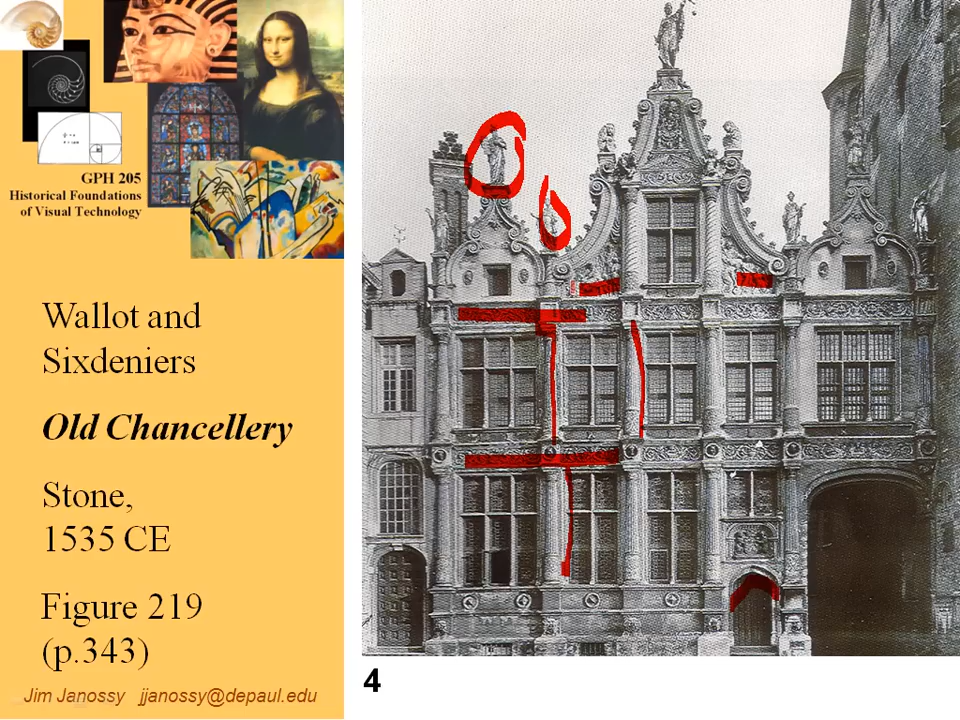 GPH 205
Historical Foundations
of Visual Technology
Wallot and
Sixdeniers
Old Chancellery
Stone,
1535 CE
Figure 219
(p.343)
Jim Janossy jjanossy@depaul.edu
4